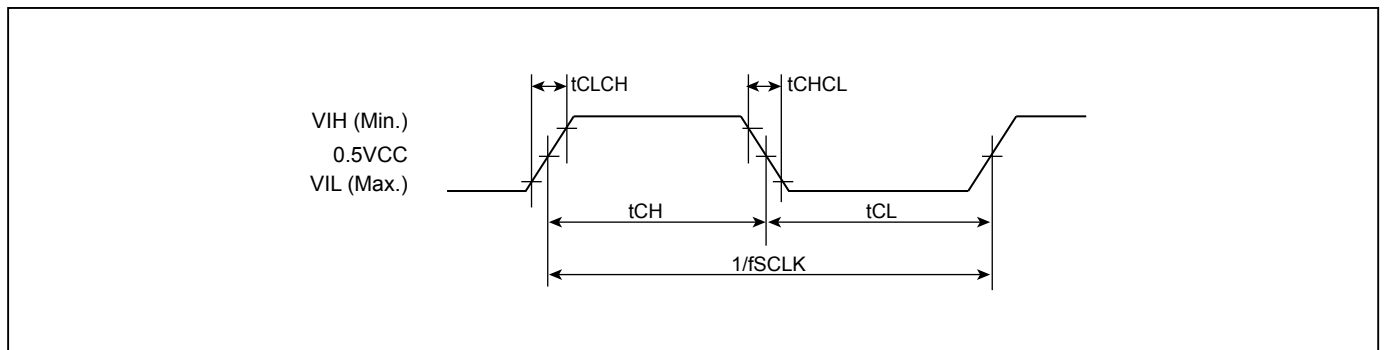 tCLCH
tCHCL
VIH (Min.)
0.5VCC
VIL (Max.)
tCH
tCL
1/fSCLK